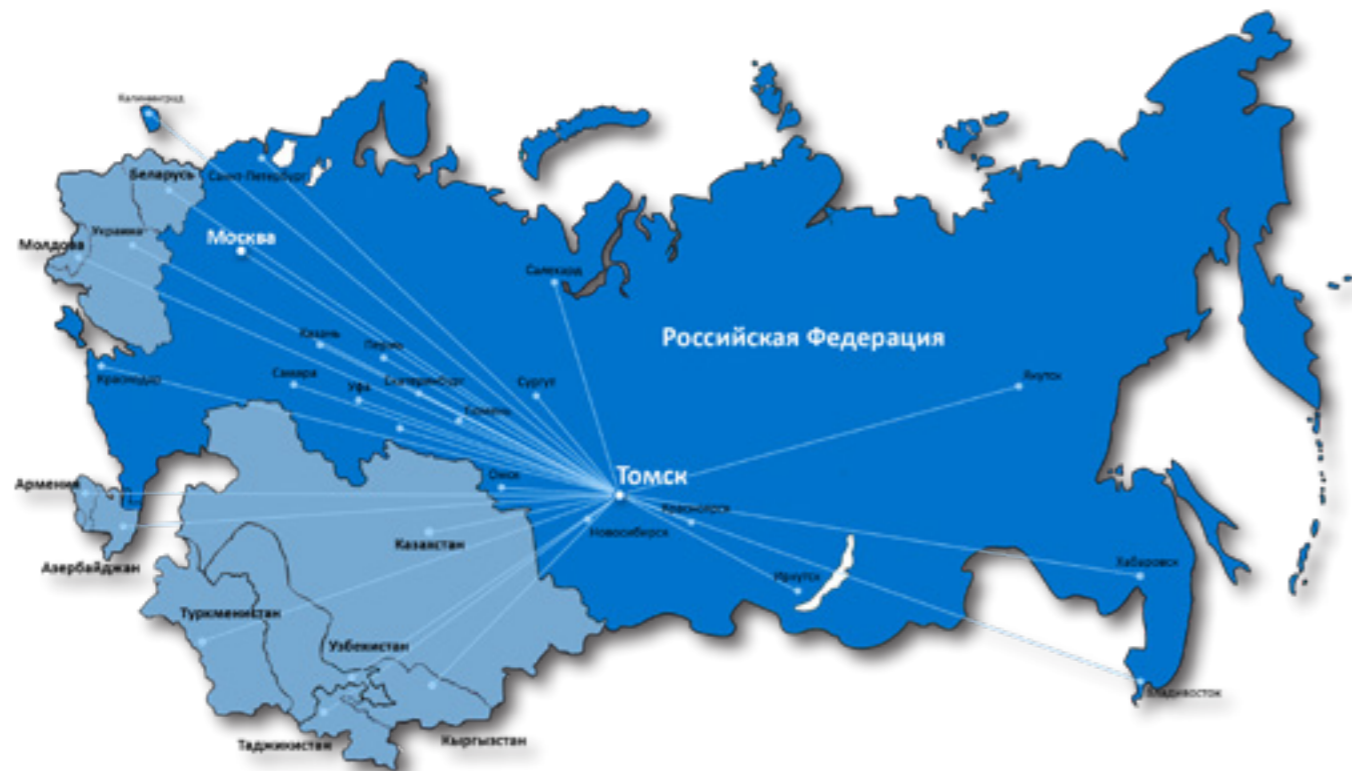 Калининград
Беларусь
Санкт-Петербург
Украина
Молдова
Москва
Салехард
Российская Федерация
Казань
Пермь
Краснодар
Самара
Уфа
Екатеринбург
Сургут
Якутск
Тюмень
Томск
Омск
Армения
Красноярск
Новосибирск
Казахстан
Азербайджан
Иркутск
Хабаровск
Туркменистан
Узбекистан
Владивосток
Таджикистан
Кыргызстан